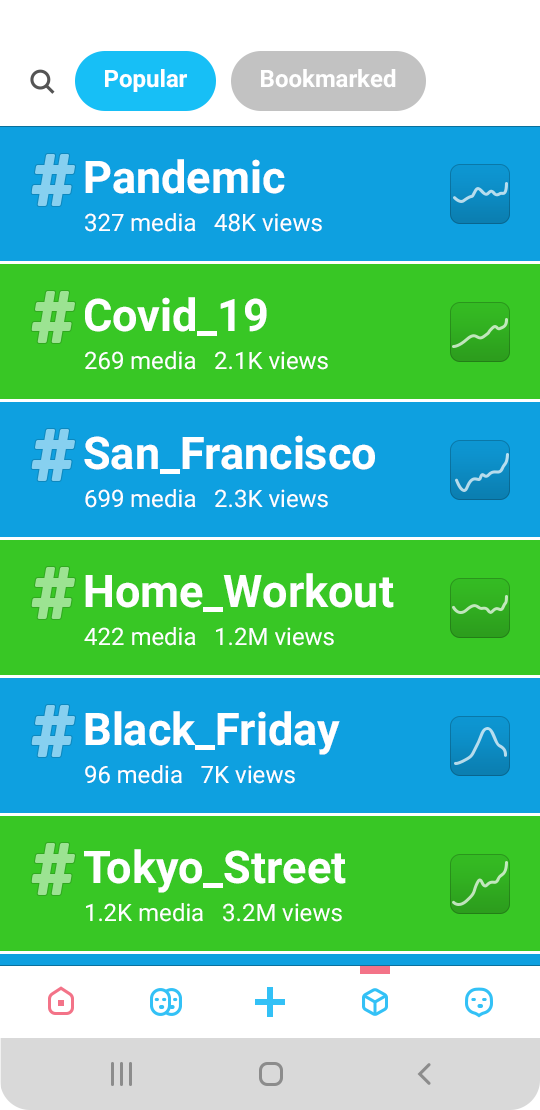 Popular Bookmarked
# Pandemic
327 media 48K views
# Covid_19
269 media 2.1K views
# San_Francisco
699 media 2.3K views
# Home_Workout
422 media 1.2M views
# Black_Friday
96 media 7K views
# Tokyo_Street
1.2K media 3.2M views